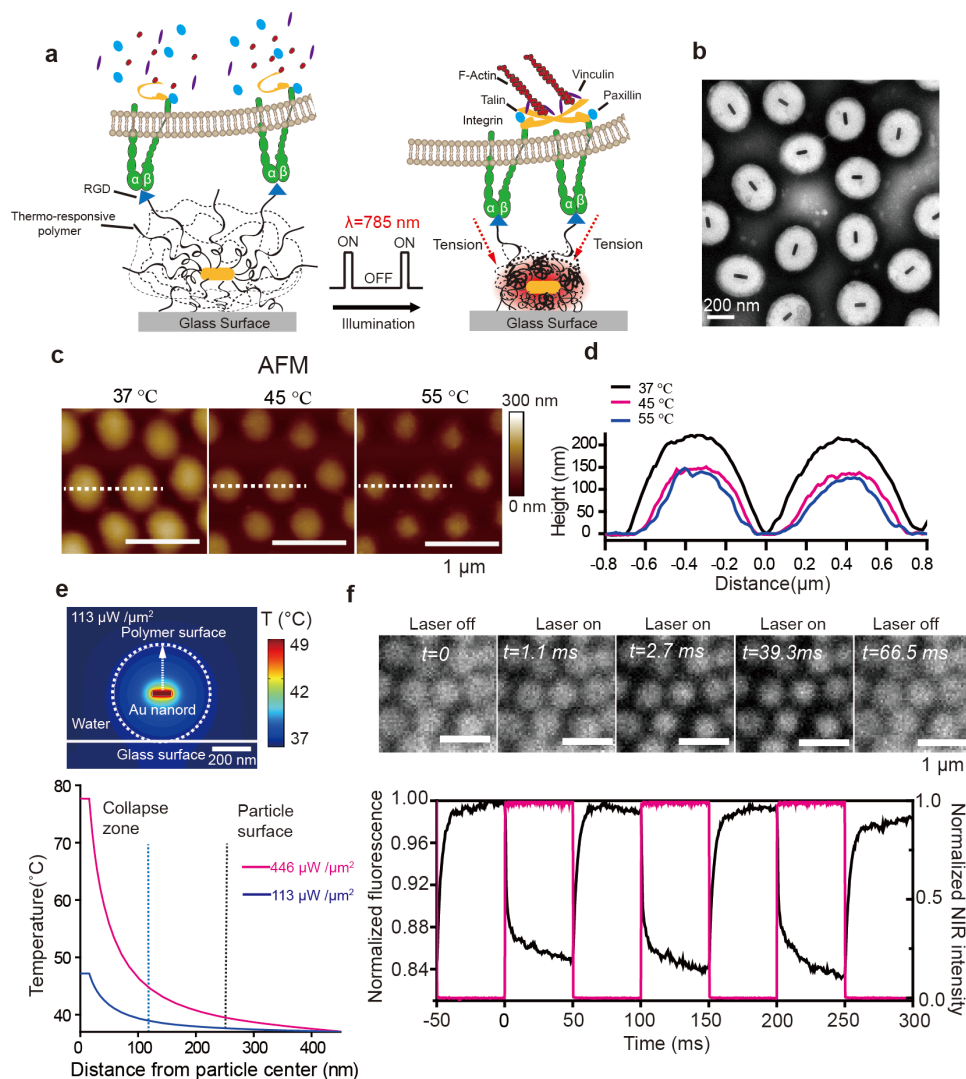 a
F-Actin
Vinculin
Talin
Paxillin
Integrin
α β
α β
α β
α β
RGD
Thermo-responsive
polymer
λ=785 nm
ON
ON
OFF
Tension
Tension
Glass Surface
Illumination
Glass Surface
b
200 nm
c
AFM
37 °C
45 °C
55 °C
300 nm
0 nm
1 µm
d
37 °C
45 °C
55 °C
Height (nm)
200
150
100
50
0
-0.8 -0.6 -0.4 -0.2 0.0 0.2 0.4 0.6 0.8
Distance(µm)
e
113 µW/µm²
T (°C)
Polymer surface
49
42
37
Au nanord
Water
Glass surface
200 nm
Temperature(°C)
80
70
60
50
40
Collapse
zone
Particle
surface
446 µW /µm²
113 µW /µm²
0 100 200 300 400
Distance from particle center (nm)
f
Laser off Laser on Laser on Laser on Laser off
t=0 t=1.1 ms t=2.7 ms t=39.3ms t=66.5 ms
1 µm
Normalized fluorescence
1.00
0.96
0.92
0.88
0.84
1.0
0.5
0.0
Normalized NIR
intensity
-50 0 50 100 150 200 250 300
Time (ms)